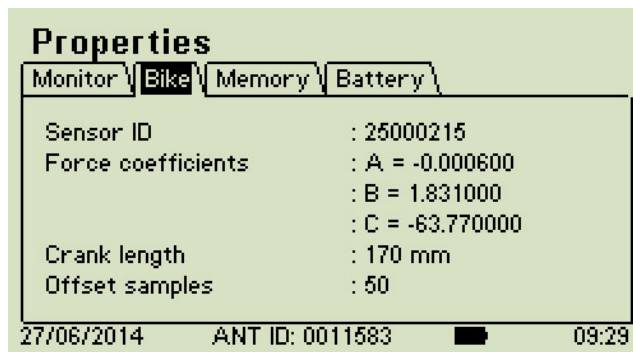 Properties
Monitor Bike Memory Battery
Sensor ID : 25000215
Force coefficients : A = -0.000600
: B = 1.831000
: C = -63.770000
Crank length : 170 mm
Offset samples : 50
27/06/2014 ANT ID: 0011583 09:29